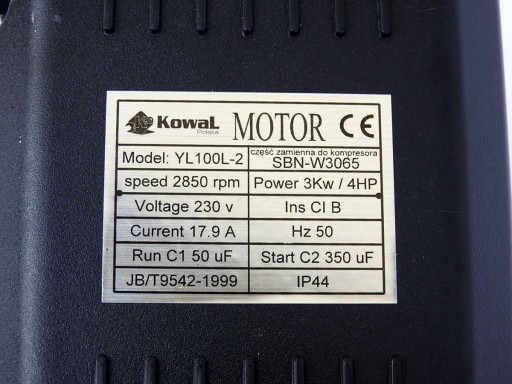 KowaL
Polska
MOTOR CE
Model: YL100L-2
część zamienna do kompresora
SBN-W3065
speed 2850 rpm
Power 3Kw / 4HP
Voltage 230 v
Ins Cl B
Current 17.9 A
Hz 50
Run C1 50 uF
Start C2 350 uF
JB/T9542-1999
IP44